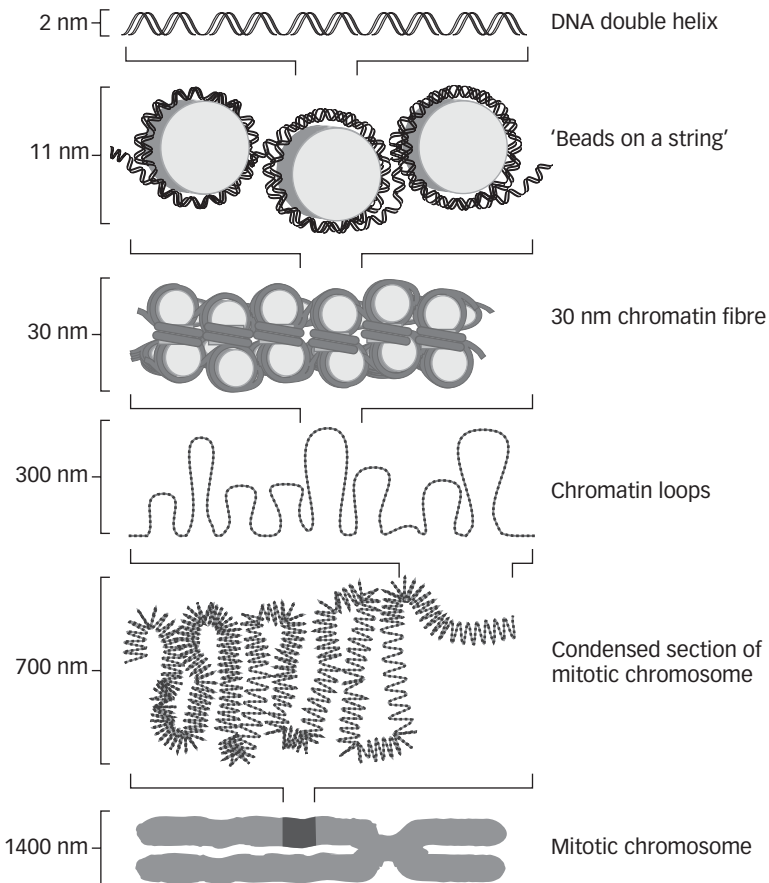 2 nm
DNA double helix
11 nm
‘Beads on a string’
30 nm
30 nm chromatin fibre
300 nm
Chromatin loops
700 nm
Condensed section of
mitotic chromosome
1400 nm
Mitotic chromosome